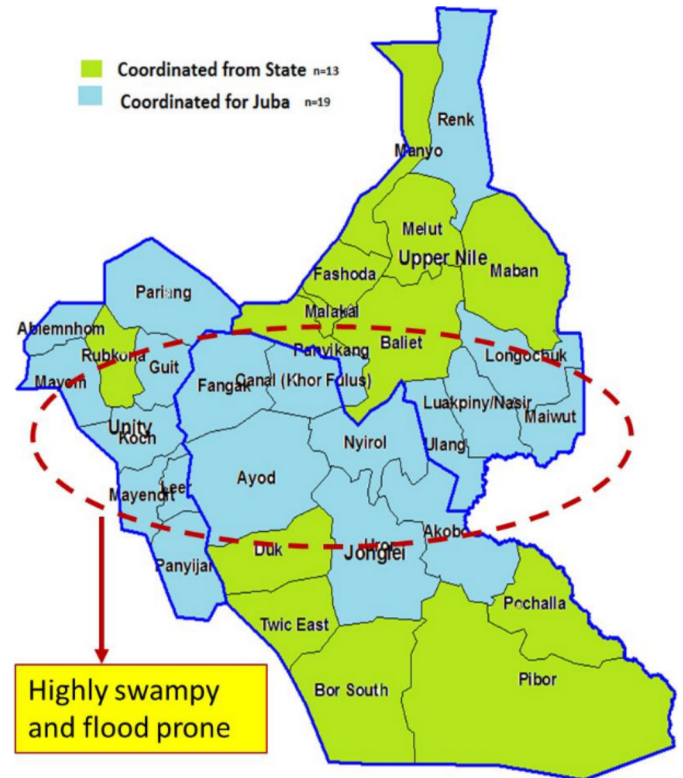 Coordinated from State n=13
Coordinated for Juba n=19
Renk
Manyo
Melut
Upper Nile
Maban
Fashoda
Pariang
Malakal
Abiemnhom
Baliet
Rubkona
Panyikang
Longochuk
Guit
Mayom
Fangak
Canal (Khor Fulus)
Luakpiny/Nasir
Maiwut
Unity
Koch
Nyirol
Ulang
Ayod
Mayendit
Lee
Akobo
Duk
Jonglei
Panyijar
Pochalla
Twic East
Pibor
Bor South
Highly swampy
and flood prone